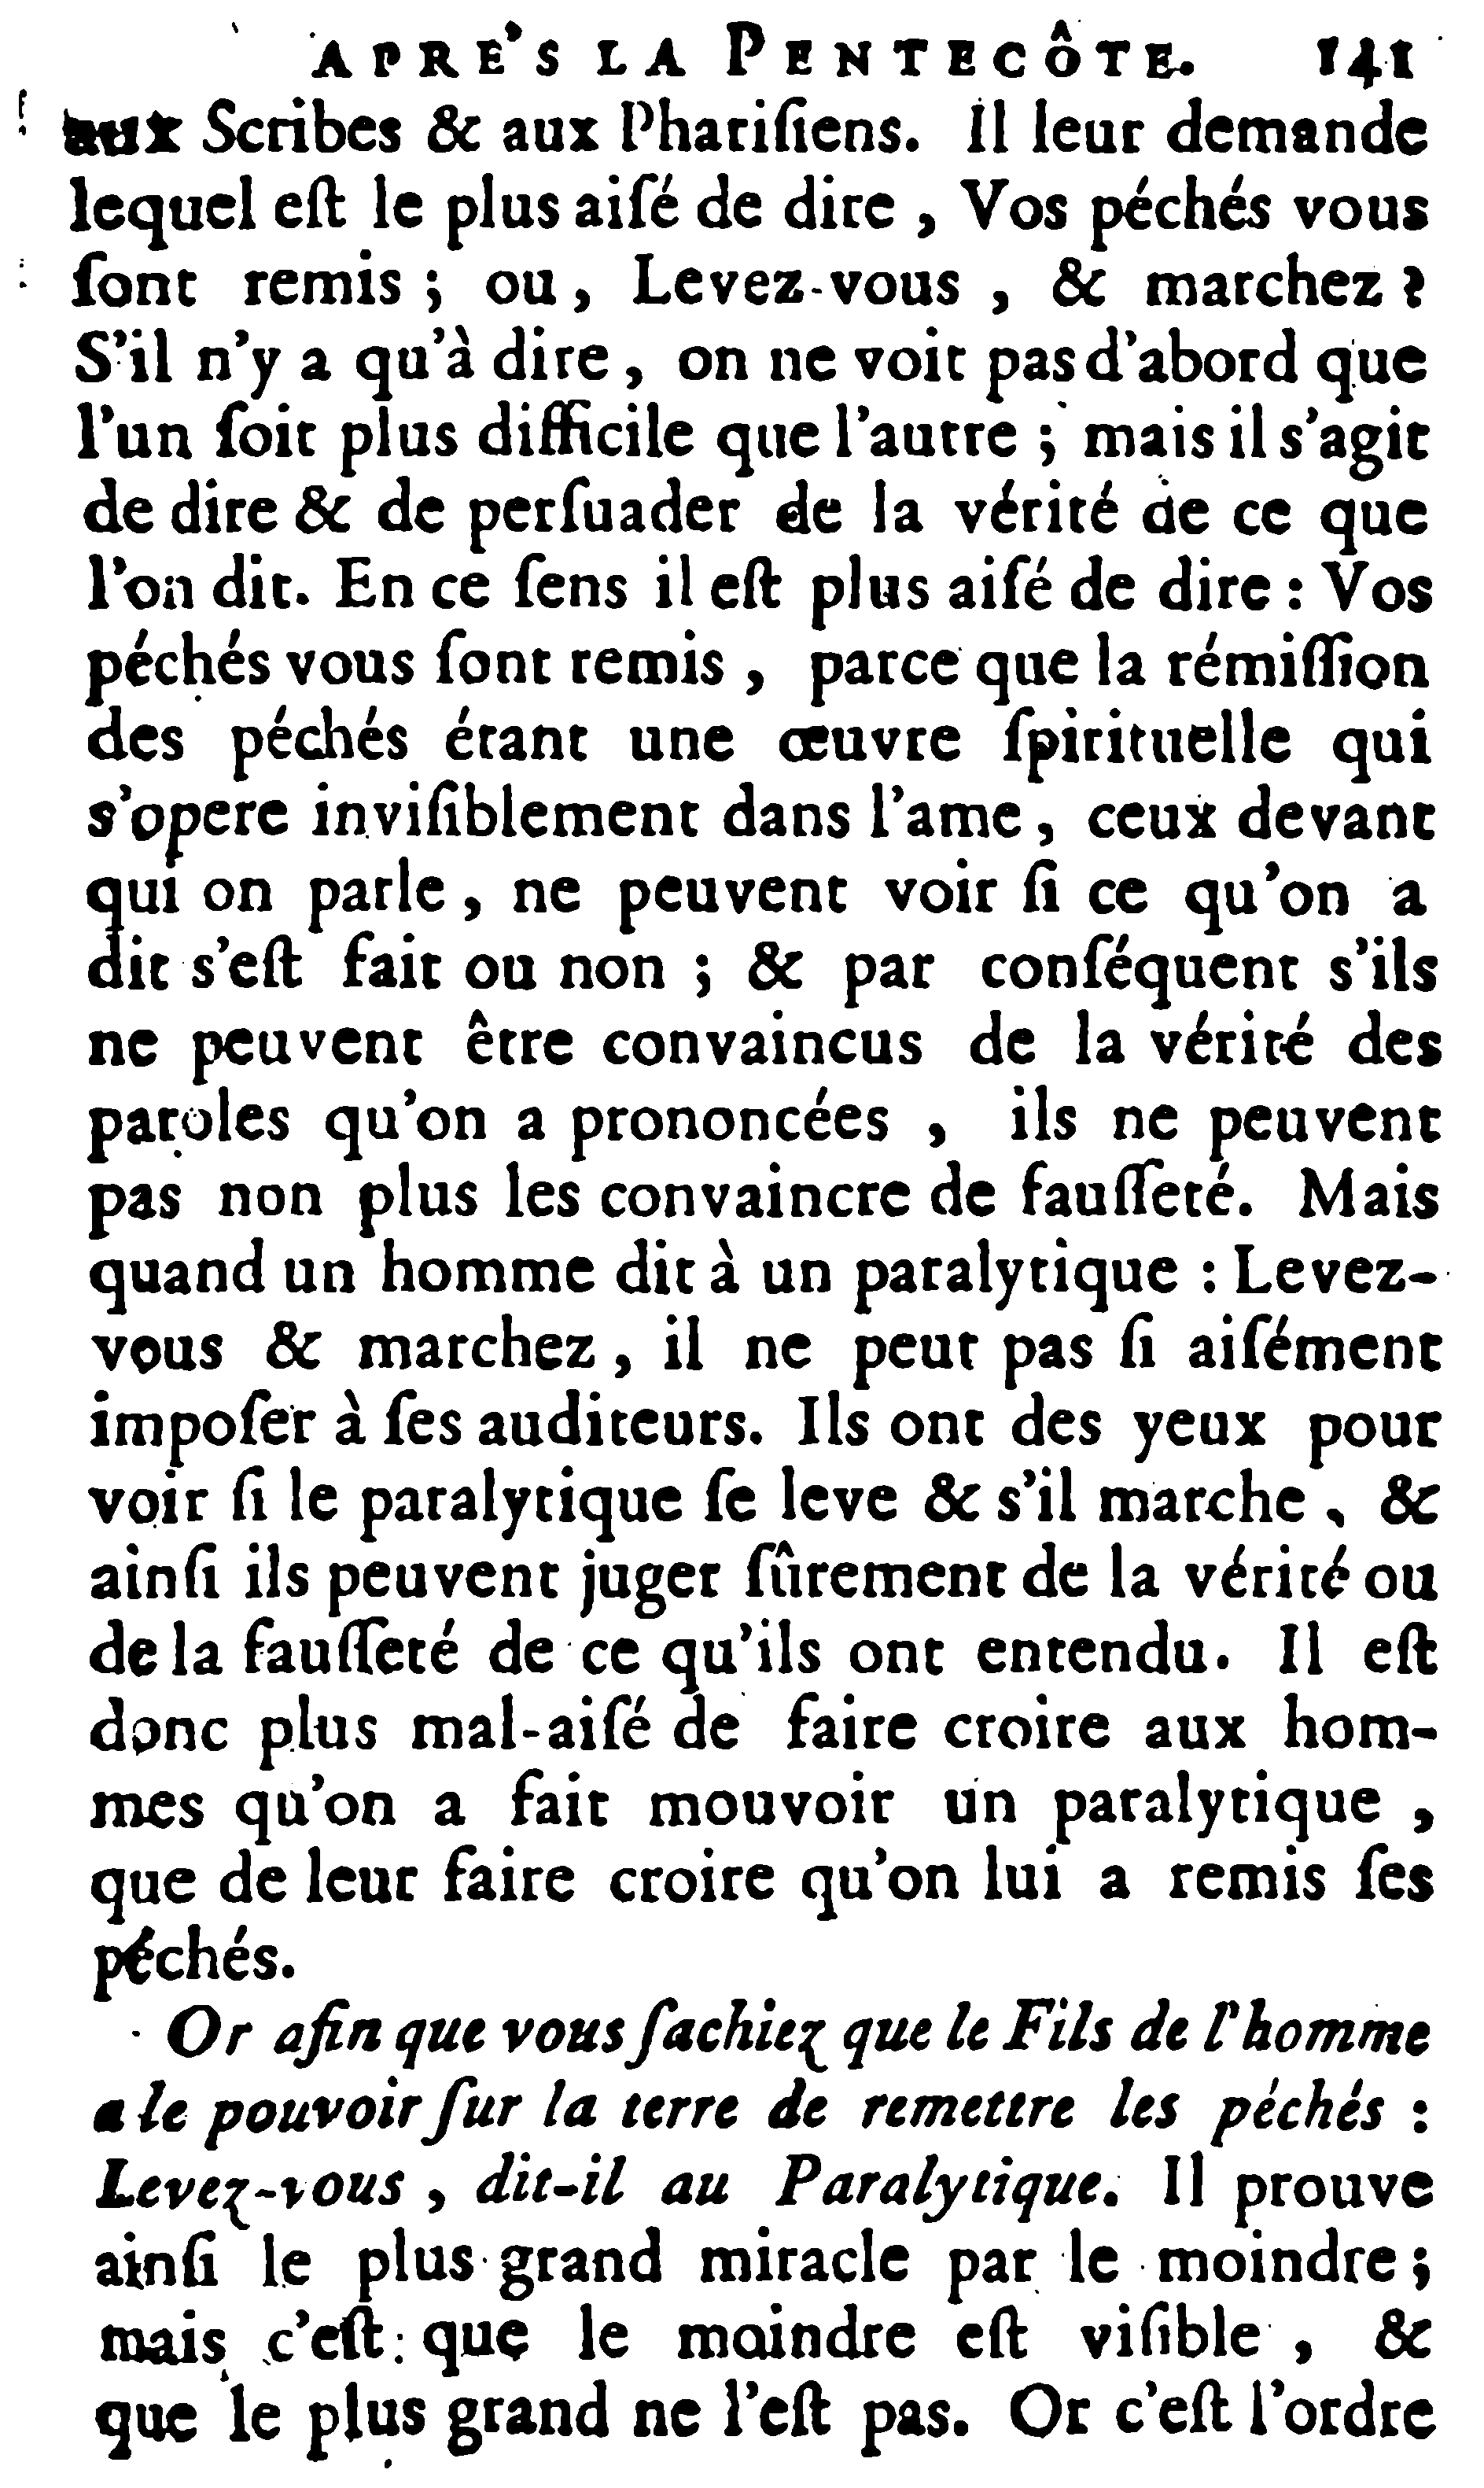 APRE'S LA PENTECÔTE. 141
aux Scribes & aux Phariſiens. Il leur demande
lequel eſt le plus aiſé de dire , Vos péchés vous
ſont remis ; ou, Levez-vous , & marchez ?
S'il n'y a qu'à dire, on ne voit pas d'abord que
l'un ſoit plus difficile que l'autre ; mais il s'agit
de dire & de perſuader de la vérité de ce que
l'on dit. En ce ſens il eſt plus aiſé de dire : Vos
péchés vous ſont remis , parce que la rémiſſion
des péchés étant une œuvre ſpirituelle qui
s'opere inviſiblement dans l'ame, ceux devant
qui on parle, ne peuvent voir ſi ce qu'on a
dit s'eſt fait ou non ; & par conſéquent s'ils
ne peuvent être convaincus de la vérité des
paroles qu'on a prononcées , ils ne peuvent
pas non plus les convaincre de fauſſeté. Mais
quand un homme dit à un paralytique : Levez-
vous & marchez, il ne peut pas ſi aiſément
impoſer à ſes auditeurs. Ils ont des yeux pour
voir ſi le paralytique ſe leve & s'il marche, &
ainſi ils peuvent juger ſûrement de la vérité ou
de la fauſſeté de ce qu'ils ont entendu. Il eſt
donc plus mal-aiſé de faire croire aux hom-
mes qu'on a fait mouvoir un paralytique ,
que de leur faire croire qu'on lui a remis ſes
péchés.
Or afin que vous ſachiez que le Fils de l'homme
a le pouvoir ſur la terre de remettre les péchés :
Levez-vous , dit-il au Paralytique. Il prouve
ainſi le plus grand miracle par le moindre ;
mais c'eſt que le moindre eſt viſible , &
que le plus grand ne l'eſt pas. Or c'eſt l'ordre